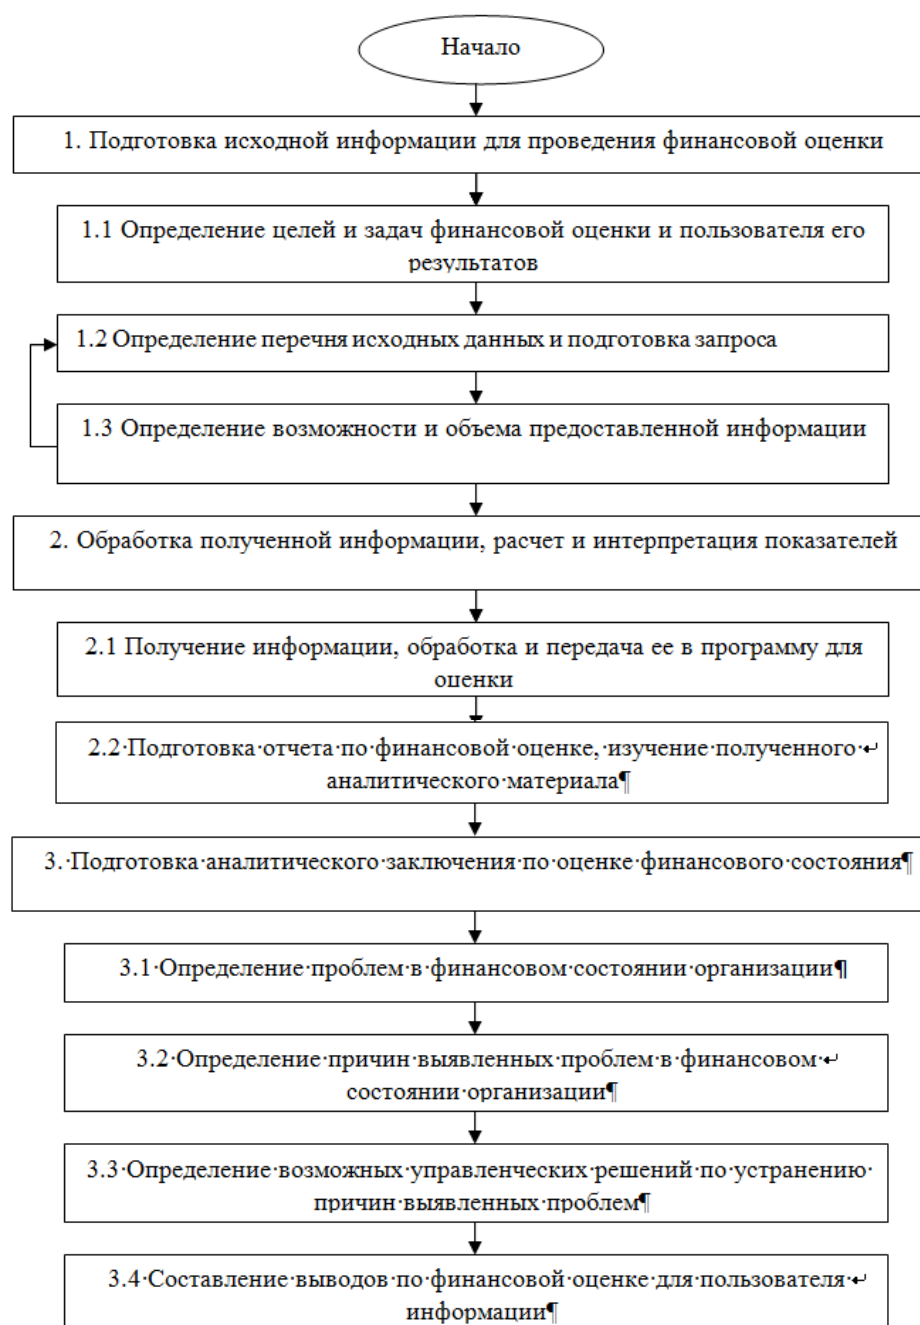 Начало
1. Подготовка исходной информации для проведения финансовой оценки
1.1 Определение целей и задач финансовой оценки и пользователя его
результатов
1.2 Определение перечня исходных данных и подготовка запроса
1.3 Определение возможности и объема предоставленной информации
2. Обработка полученной информации, расчет и интерпретация показателей
2.1 Получение информации, обработка и передача ее в программу для
оценки
2.2·Подготовка·отчета·по·финансовой·оценке,·изучение·полученного·↵
аналитического·материала¶
3.·Подготовка·аналитического·заключения·по·оценке·финансового·состояния¶
3.1·Определение·проблем·в·финансовом·состоянии·организации¶
3.2·Определение·причин·выявленных·проблем·в·финансовом·↵
состоянии·организации¶
3.3·Определение·возможных·управленческих·решений·по·устранению·
причин·выявленных·проблем¶
3.4·Составление·выводов·по·финансовой·оценке·для·пользователя·↵
информации¶